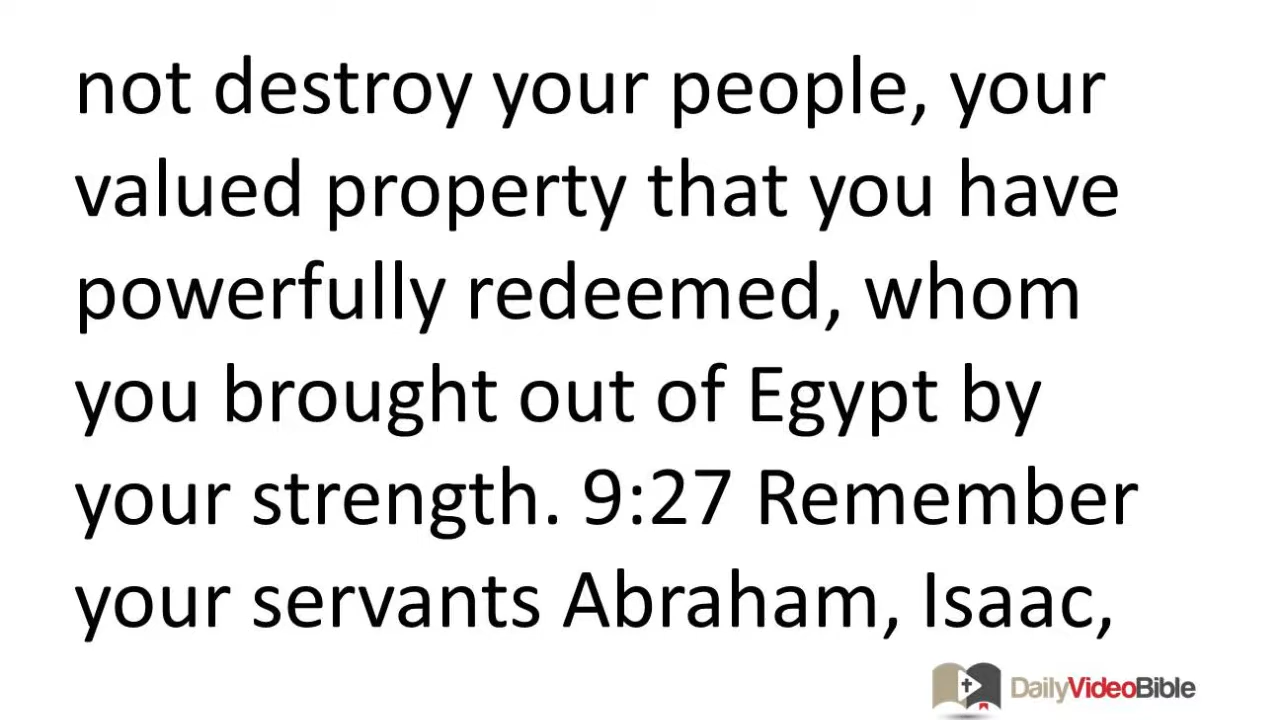 not destroy your people, your
valued property that you have
powerfully redeemed, whom
you brought out of Egypt by
your strength. 9:27 Remember
your servants Abraham, Isaac,
DailyVideoBible